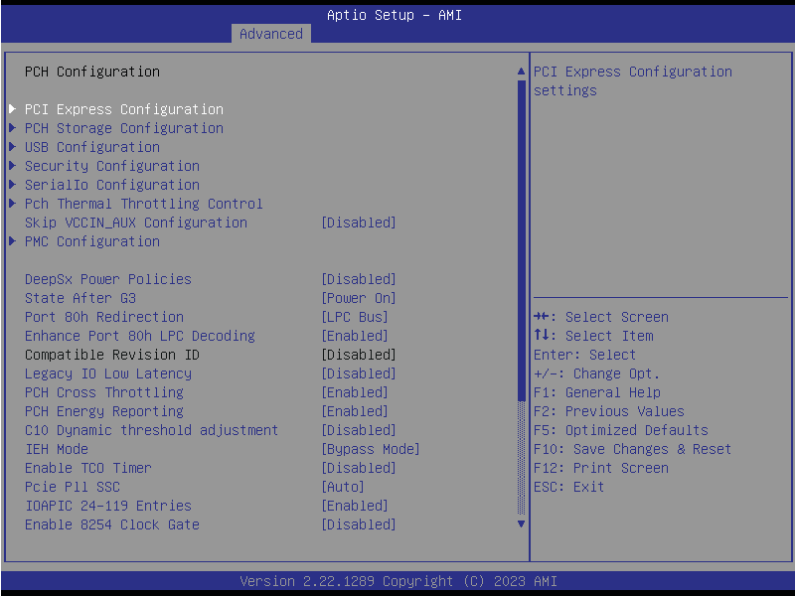 Aptio Setup – AMI
Advanced
PCH Configuration
PCI Express Configuration
PCH Storage Configuration
USB Configuration
Security Configuration
SerialIo Configuration
Pch Thermal Throttling Control
Skip VCCIN_AUX Configuration [Disabled]
PMC Configuration
DeepSx Power Policies [Disabled]
State After G3 [Power On]
Port 80h Redirection [LPC Bus]
Enhance Port 80h LPC Decoding [Enabled]
Compatible Revision ID [Disabled]
Legacy IO Low Latency [Disabled]
PCH Cross Throttling [Enabled]
PCH Energy Reporting [Enabled]
C10 Dynamic threshold adjustment [Disabled]
IEH Mode [Bypass Mode]
Enable TCO Timer [Disabled]
Pcie Pll SSC [Auto]
IOAPIC 24-119 Entries [Enabled]
Enable 8254 Clock Gate [Disabled]
PCI Express Configuration
settings
→←: Select Screen
↑↓: Select Item
Enter: Select
+/-: Change Opt.
F1: General Help
F2: Previous Values
F5: Optimized Defaults
F10: Save Changes & Reset
F12: Print Screen
ESC: Exit
Version 2.22.1289 Copyright (C) 2023 AMI